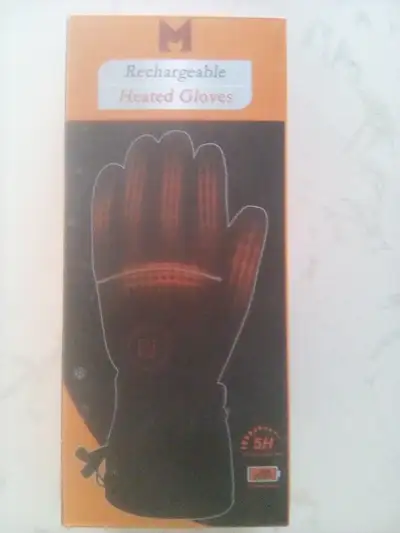 M
Rechargeable
Heated Gloves
5H